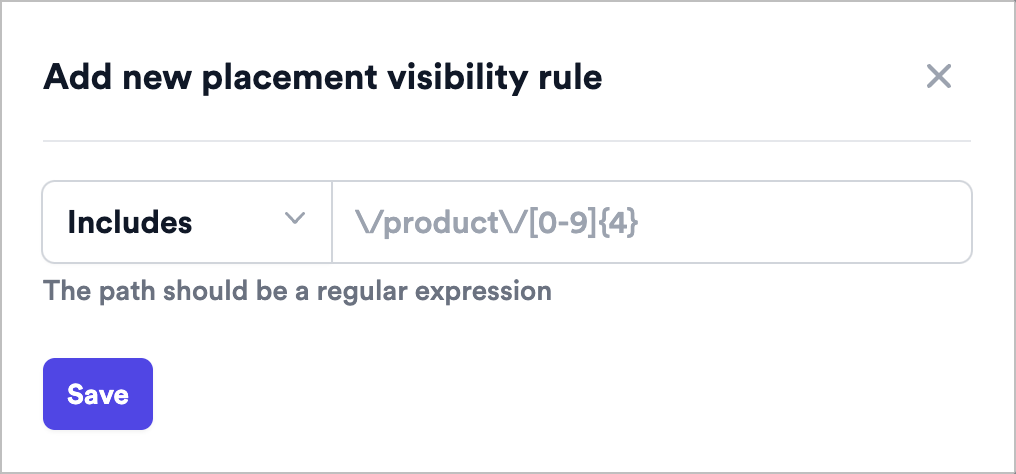 Add new placement visibility rule
Includes
\/product\/[0-9]{4}
The path should be a regular expression
Save